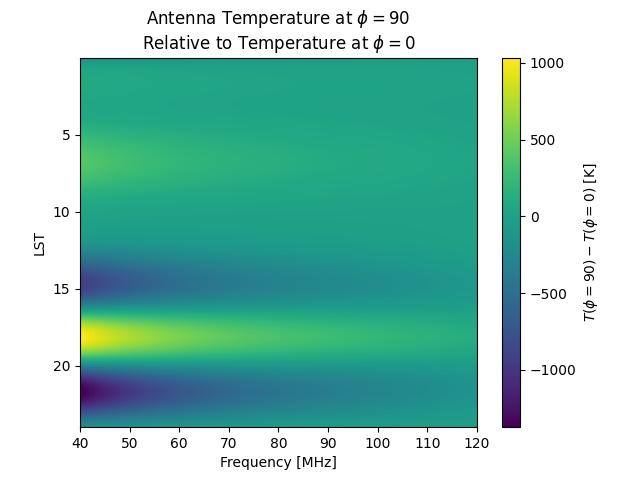 Antenna Temperature at ϕ = 90
Relative to Temperature at ϕ = 0
LST
5
10
15
20
40 50 60 70 80 90 100 110 120
Frequency [MHz]
1000
500
0
−500
−1000
T(ϕ = 90) − T(ϕ = 0) [K]